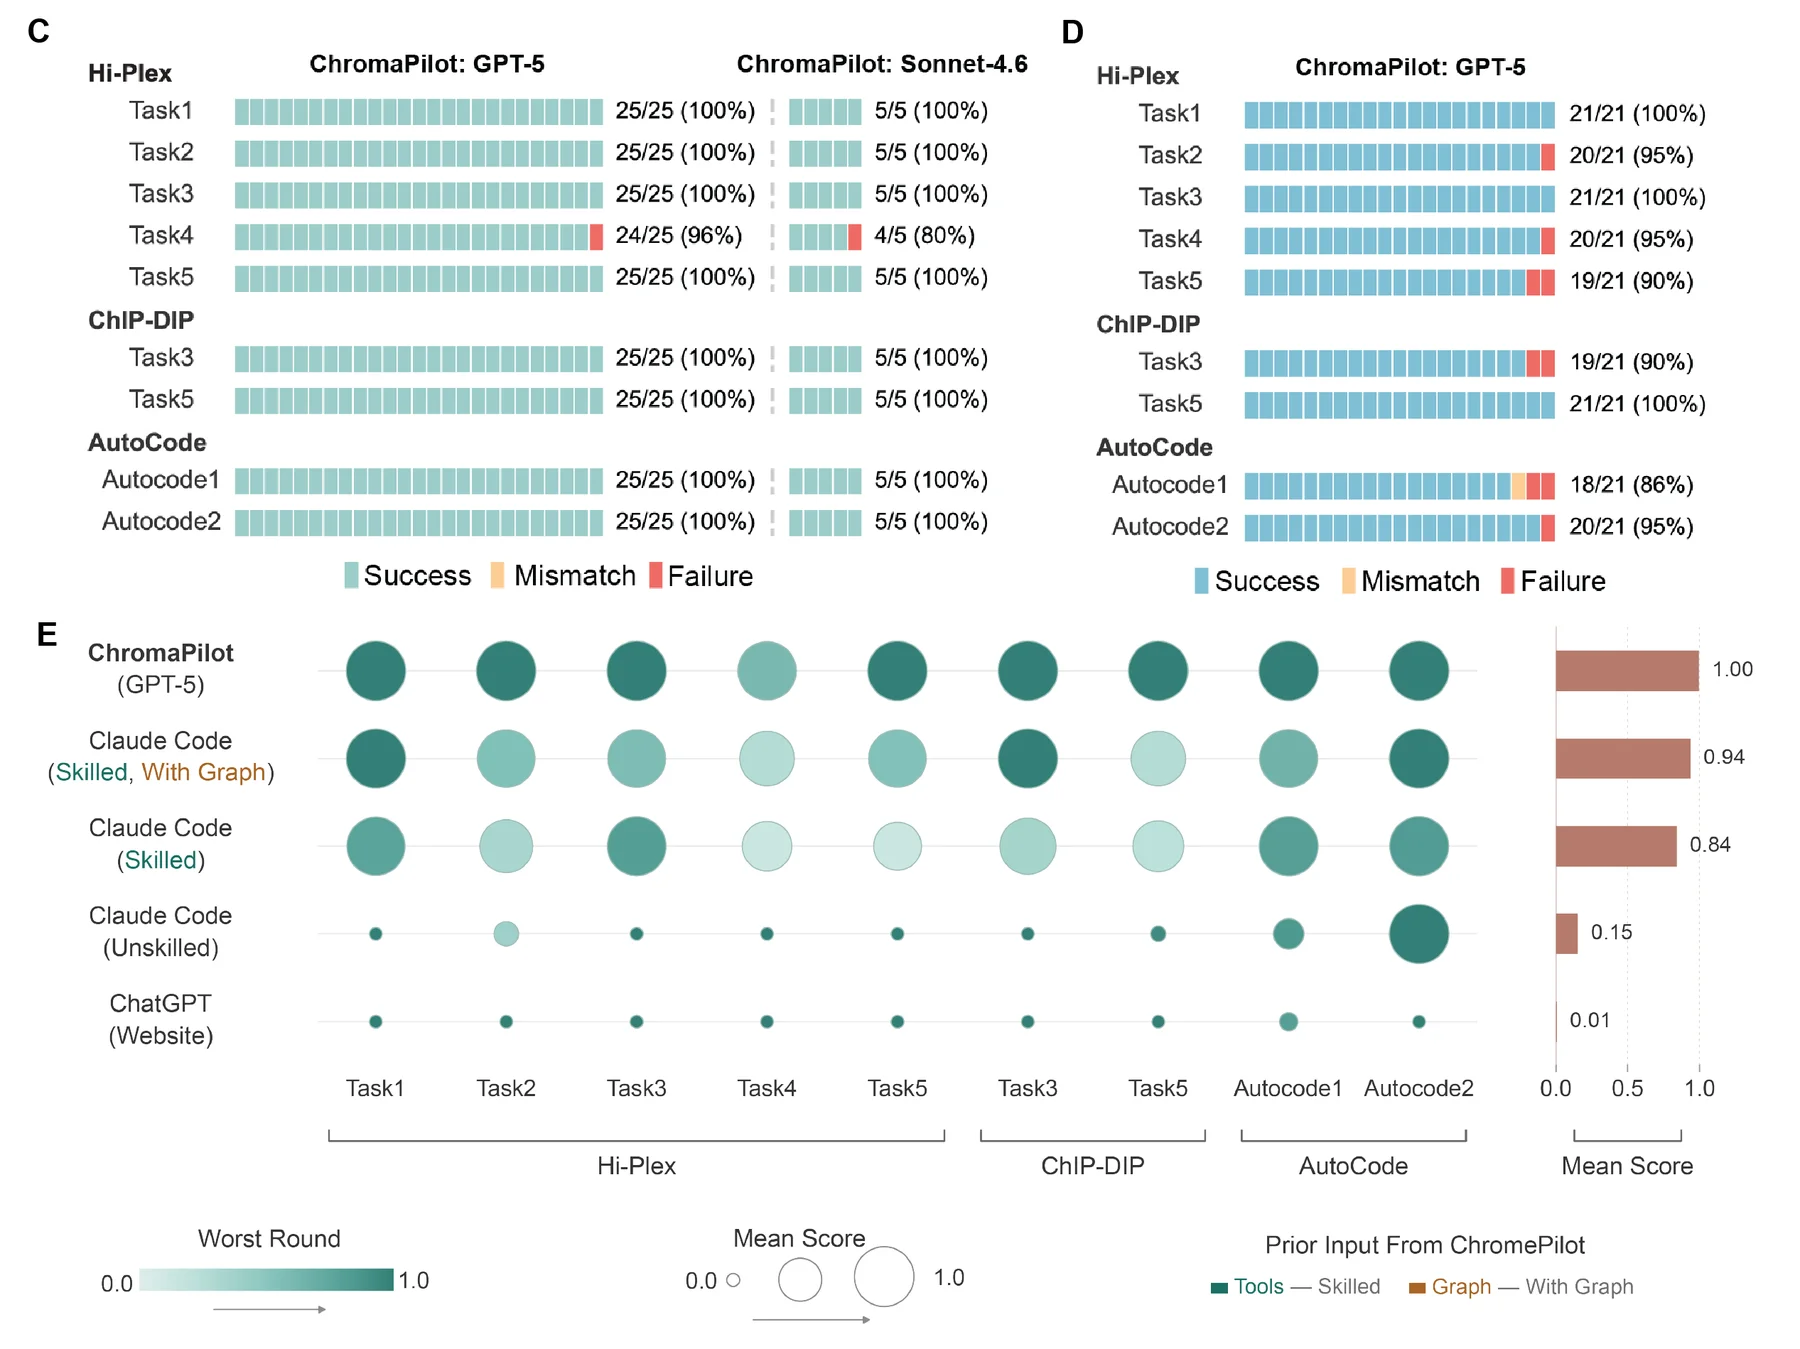 C
ChromaPilot: GPT-5
ChromaPilot: Sonnet-4.6
Hi-Plex
Task1 25/25 (100%) 5/5 (100%)
Task2 25/25 (100%) 5/5 (100%)
Task3 25/25 (100%) 5/5 (100%)
Task4 24/25 (96%) 4/5 (80%)
Task5 25/25 (100%) 5/5 (100%)
ChIP-DIP
Task3 25/25 (100%) 5/5 (100%)
Task5 25/25 (100%) 5/5 (100%)
AutoCode
Autocode1 25/25 (100%) 5/5 (100%)
Autocode2 25/25 (100%) 5/5 (100%)
Success Mismatch Failure
D
ChromaPilot: GPT-5
Hi-Plex
Task1 21/21 (100%)
Task2 20/21 (95%)
Task3 21/21 (100%)
Task4 20/21 (95%)
Task5 19/21 (90%)
ChIP-DIP
Task3 19/21 (90%)
Task5 21/21 (100%)
AutoCode
Autocode1 18/21 (86%)
Autocode2 20/21 (95%)
Success Mismatch Failure
E
ChromaPilot
(GPT-5)
1.00
Claude Code
(Skilled, With Graph)
0.94
Claude Code
(Skilled)
0.84
Claude Code
(Unskilled)
0.15
ChatGPT
(Website)
0.01
Task1 Task2 Task3 Task4 Task5 Task3 Task5 Autocode1 Autocode2 0.0 0.5 1.0
Hi-Plex ChIP-DIP AutoCode Mean Score
Worst Round
0.0 1.0
Mean Score
0.0 1.0
Prior Input From ChromePilot
Tools — Skilled Graph — With Graph